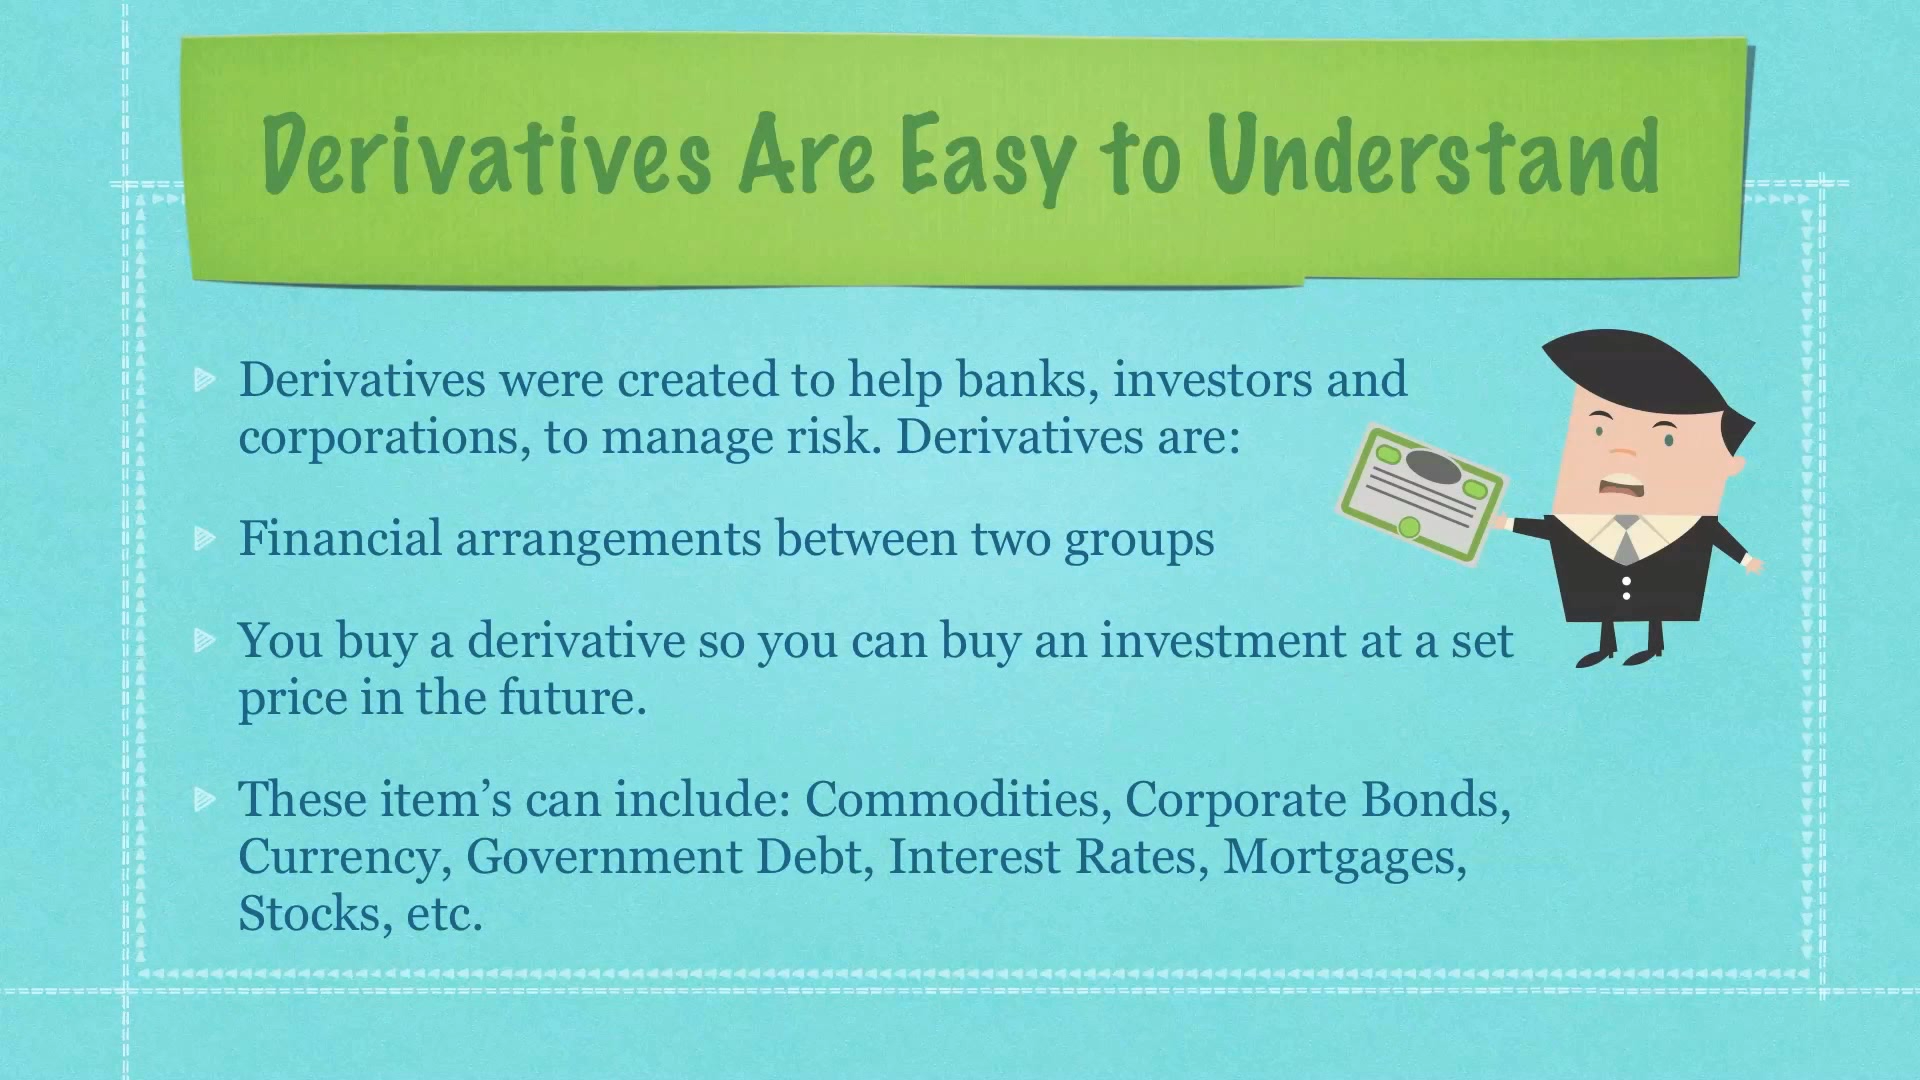 Derivatives Are Easy to Understand
Derivatives were created to help banks, investors and
corporations, to manage risk. Derivatives are:
Financial arrangements between two groups
You buy a derivative so you can buy an investment at a set
price in the future.
These item’s can include: Commodities, Corporate Bonds,
Currency, Government Debt, Interest Rates, Mortgages,
Stocks, etc.